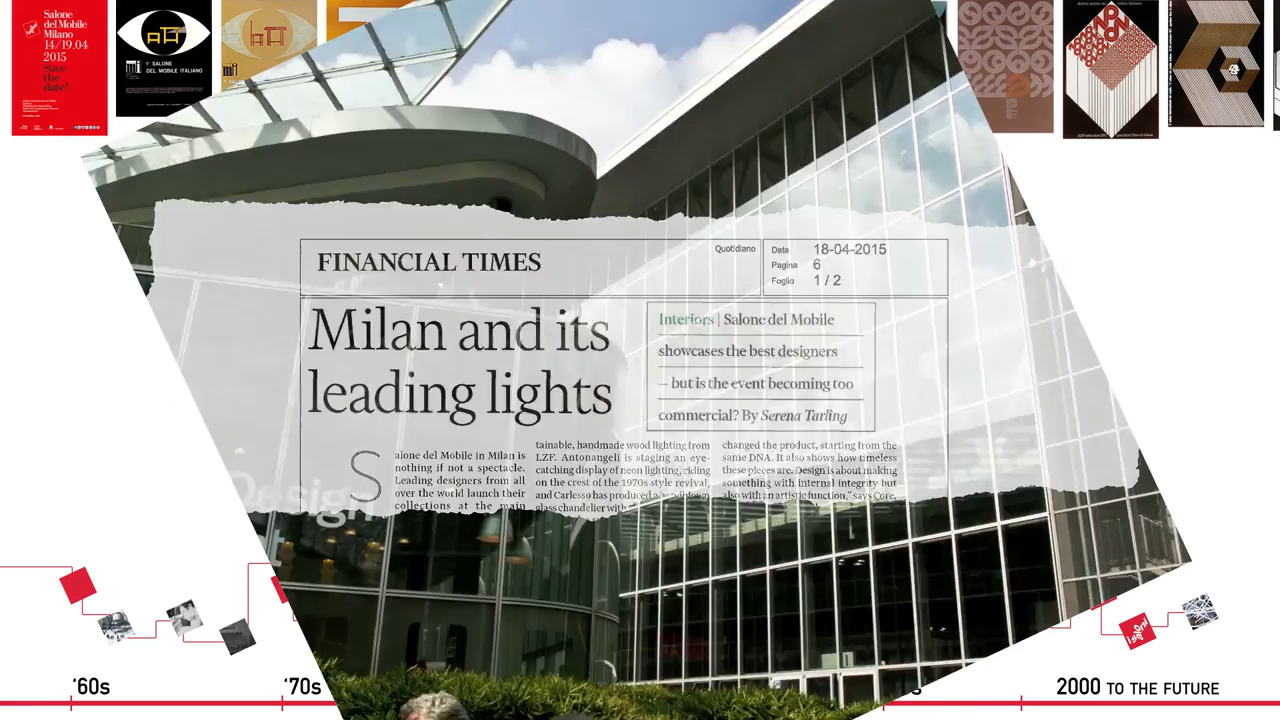 Salone
del Mobile
Milano
14/19.04
2015
Save
the
date!
1° SALONE
DEL MOBILE ITALIANO
FINANCIAL TIMES
Quotidiano
Data 18-04-2015
Pagina 6
Foglio 1 / 2
Milan and its
leading lights
Interiors | Salone del Mobile
showcases the best designers
– but is the event becoming too
commercial? By Serena Tarling
Salone del Mobile in Milan is
nothing if not a spectacle.
Leading designers from all
over the world launch their
collections at the main
tainable, handmade wood lighting from
LZF. Antonangeli is staging an eye-
catching display of neon lighting, riding
on the crest of the 1970s style revival,
and Carlesso has produced a
glass chandelier with
changed the product, starting from the
same DNA. It also shows how timeless
these pieces are. Design is about making
something with internal integrity but
also with an artistic function," says Core.
Design
isaloni
'60s
'70s
2000 TO THE FUTURE